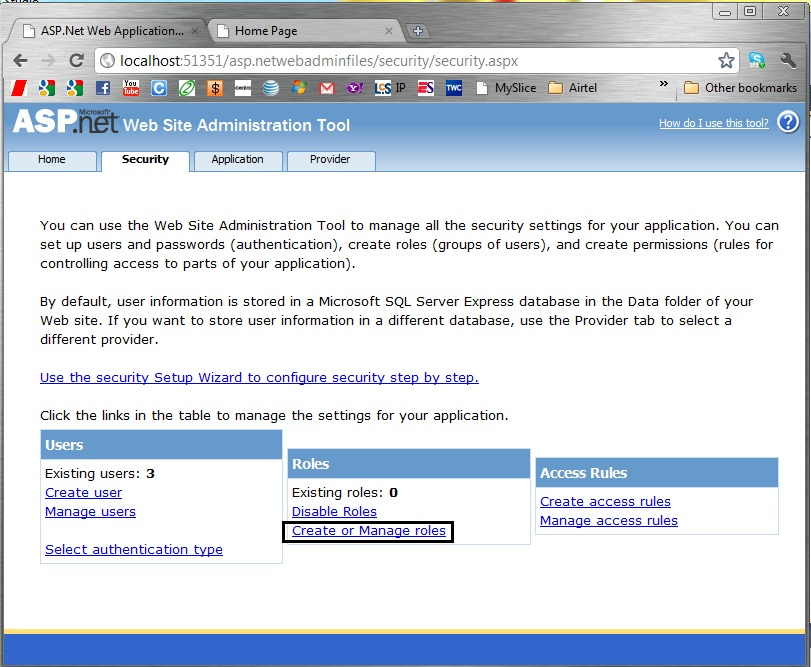 ASP.Net Web Application...
Home Page
localhost:51351/asp.netwebadminfiles/security/security.aspx
You Tube
IP
TWC
MySlice
Airtel
»
Other bookmarks
Microsoft
ASP.net Web Site Administration Tool
How do I use this tool?
?
Home
Security
Application
Provider
You can use the Web Site Administration Tool to manage all the security settings for your application. You can
set up users and passwords (authentication), create roles (groups of users), and create permissions (rules for
controlling access to parts of your application).
By default, user information is stored in a Microsoft SQL Server Express database in the Data folder of your
Web site. If you want to store user information in a different database, use the Provider tab to select a
different provider.
Use the security Setup Wizard to configure security step by step.
Click the links in the table to manage the settings for your application.
Users
Existing users: 3
Create user
Manage users
Select authentication type
Roles
Existing roles: 0
Disable Roles
Create or Manage roles
Access Rules
Create access rules
Manage access rules